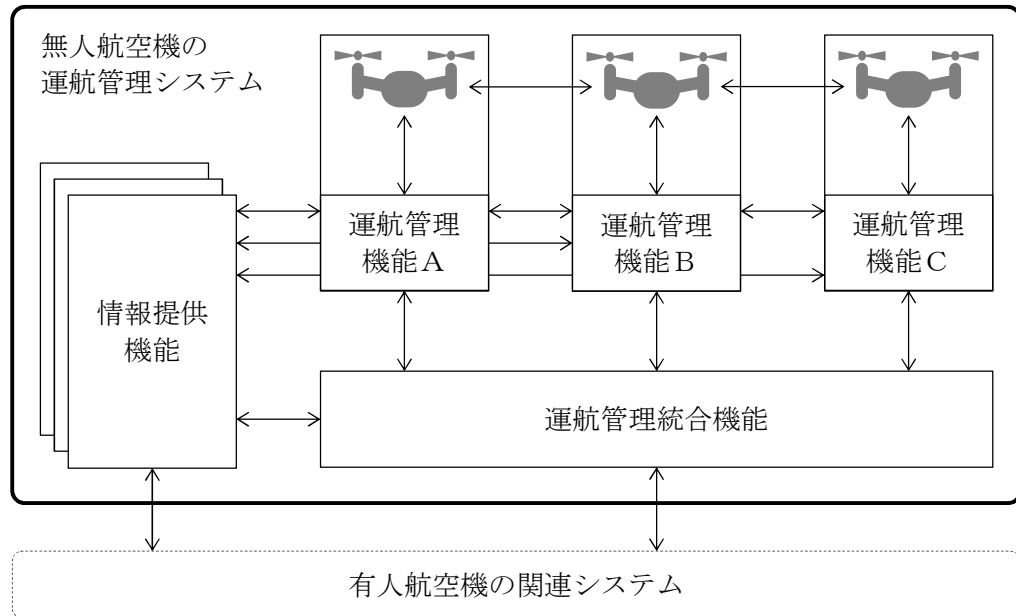 無人航空機の
運航管理システム
運航管理
機能A
運航管理
機能B
運航管理
機能C
情報提供
機能
運航管理統合機能
有人航空機の関連システム